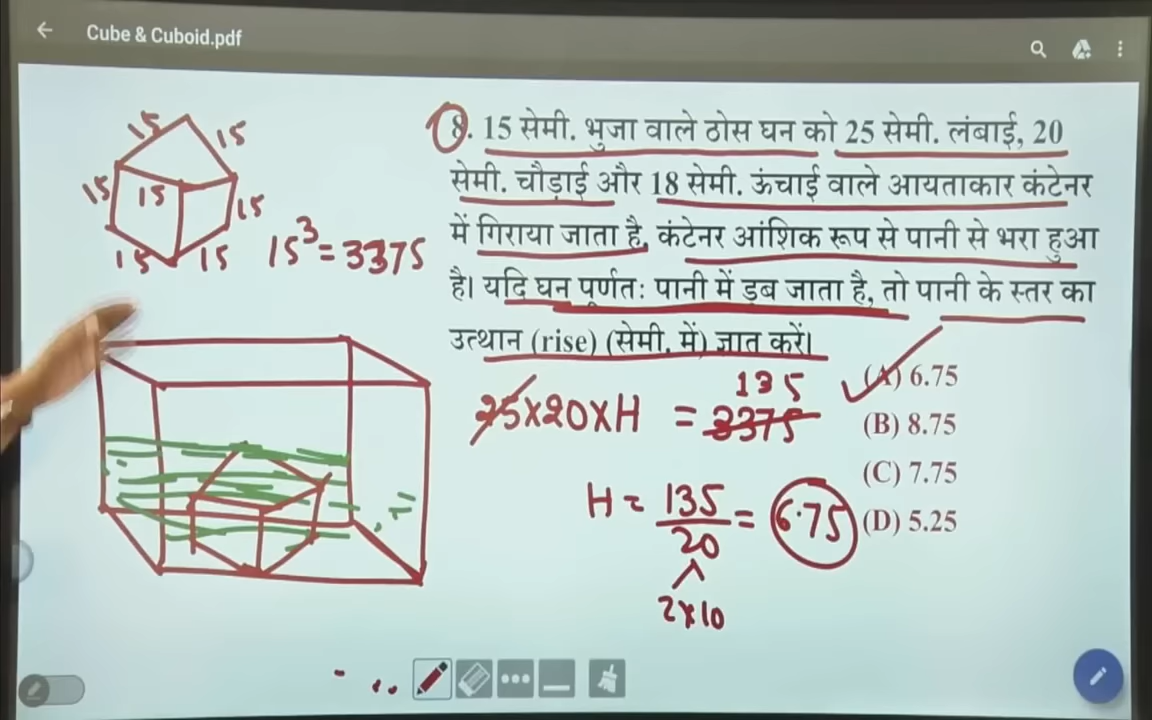 Cube & Cuboid.pdf
8. 15 सेमी. भुजा वाले ठोस घन को 25 सेमी. लंबाई, 20
सेमी. चौड़ाई और 18 सेमी. ऊंचाई वाले आयताकार कंटेनर
में गिराया जाता है, कंटेनर आंशिक रूप से पानी से भरा हुआ
है। यदि घन पूर्णतः पानी में डूब जाता है, तो पानी के स्तर का
उत्थान (rise) (सेमी. में) ज्ञात करें।
(A) 6.75
(B) 8.75
(C) 7.75
(D) 5.25
15 15
15 15 15
15 15
15³ = 3375
135
25×20×H = 3375
H = 135/20 = 6.75
2×10